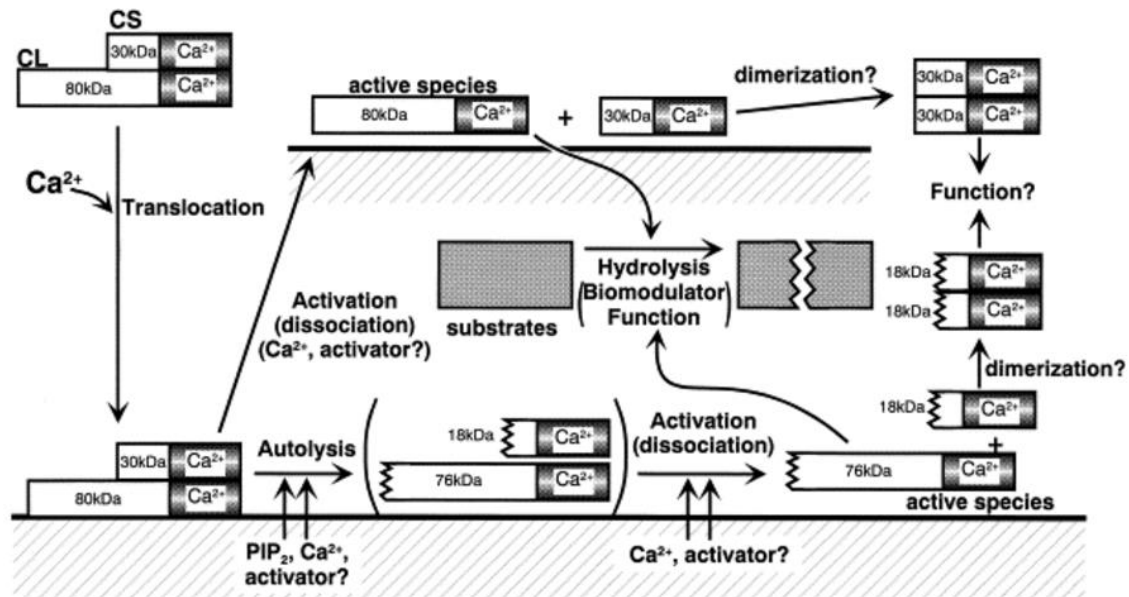 CS
30kDa Ca²⁺
CL
80kDa Ca²⁺
Ca²⁺
Translocation
active species
80kDa Ca²⁺ + 30kDa Ca²⁺
dimerization?
30kDa Ca²⁺
30kDa Ca²⁺
Function?
Activation
(dissociation)
(Ca²⁺, activator?)
substrates
Hydrolysis
(Biomodulator)
Function
18kDa Ca²⁺
18kDa Ca²⁺
dimerization?
18kDa Ca²⁺
+
30kDa Ca²⁺
80kDa Ca²⁺
Autolysis
PIP₂, Ca²⁺,
activator?
18kDa Ca²⁺
76kDa Ca²⁺
Activation
(dissociation)
Ca²⁺, activator?
76kDa Ca²⁺
active species